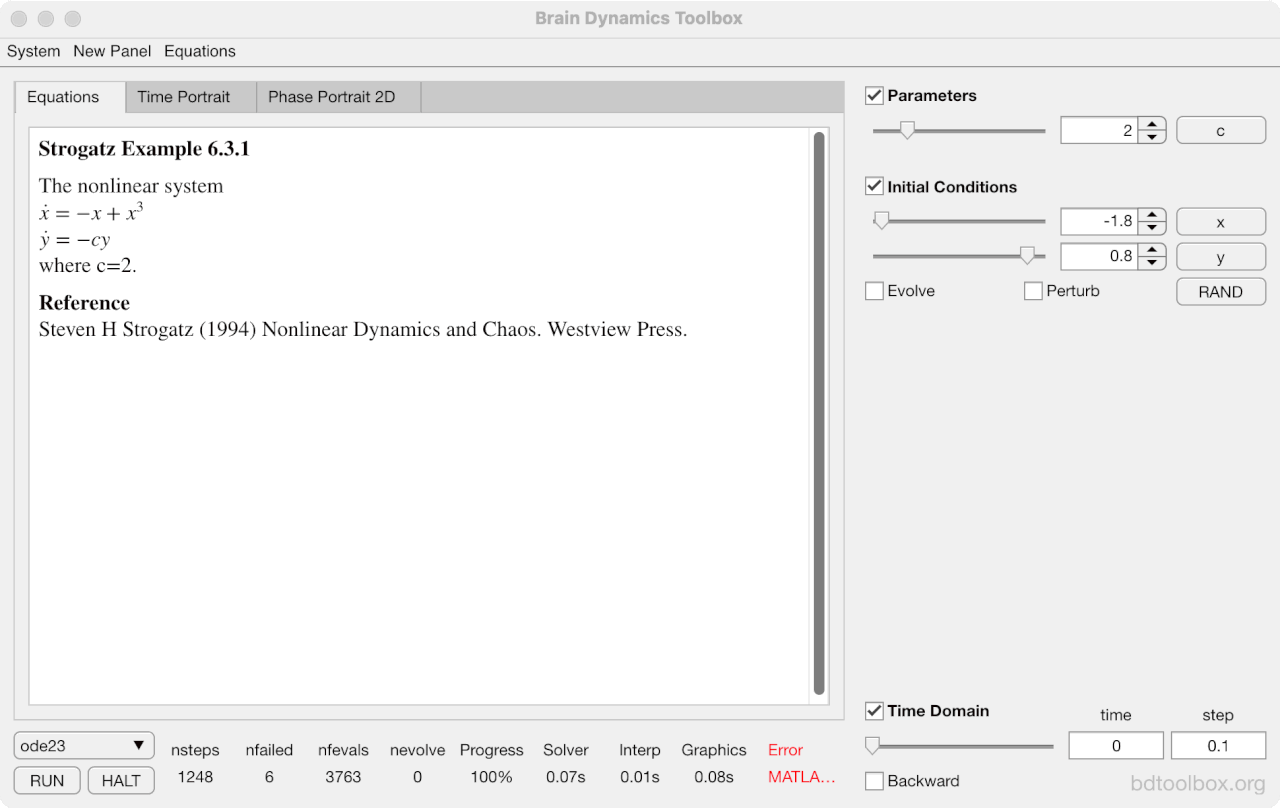 Brain Dynamics Toolbox
System New Panel Equations
Equations Time Portrait Phase Portrait 2D
Strogatz Example 6.3.1
The nonlinear system
ẋ = −x + x³
ẏ = −cy
where c=2.
Reference
Steven H Strogatz (1994) Nonlinear Dynamics and Chaos. Westview Press.
Parameters
2 c
Initial Conditions
-1.8 x
0.8 y
Evolve Perturb RAND
Time Domain time step
0 0.1
Backward
bdtoolbox.org
ode23 nsteps nfailed nfevals nevolve Progress Solver Interp Graphics Error
RUN HALT 1248 6 3763 0 100% 0.07s 0.01s 0.08s MATLA...